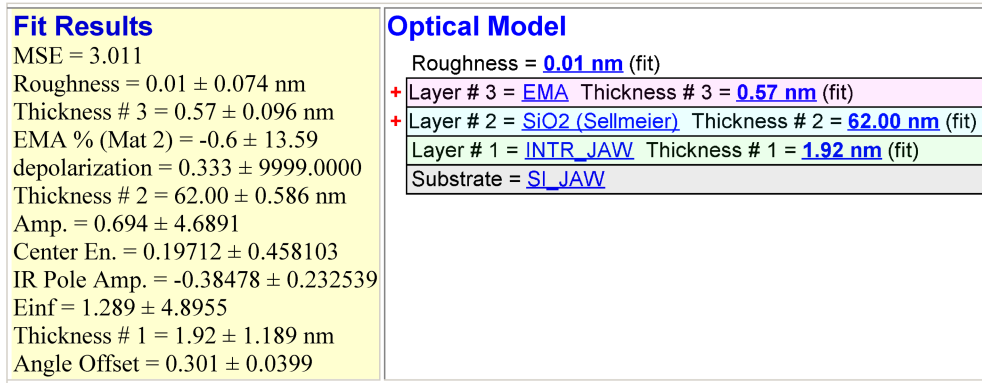 Fit Results
MSE = 3.011
Roughness = 0.01 ± 0.074 nm
Thickness # 3 = 0.57 ± 0.096 nm
EMA % (Mat 2) = -0.6 ± 13.59
depolarization = 0.333 ± 9999.0000
Thickness # 2 = 62.00 ± 0.586 nm
Amp. = 0.694 ± 4.6891
Center En. = 0.19712 ± 0.458103
IR Pole Amp. = -0.38478 ± 0.232539
Einf = 1.289 ± 4.8955
Thickness # 1 = 1.92 ± 1.189 nm
Angle Offset = 0.301 ± 0.0399
Optical Model
Roughness = 0.01 nm (fit)
+ Layer # 3 = EMA Thickness # 3 = 0.57 nm (fit)
+ Layer # 2 = SiO2 (Sellmeier) Thickness # 2 = 62.00 nm (fit)
Layer # 1 = INTR_JAW Thickness # 1 = 1.92 nm (fit)
Substrate = SI_JAW